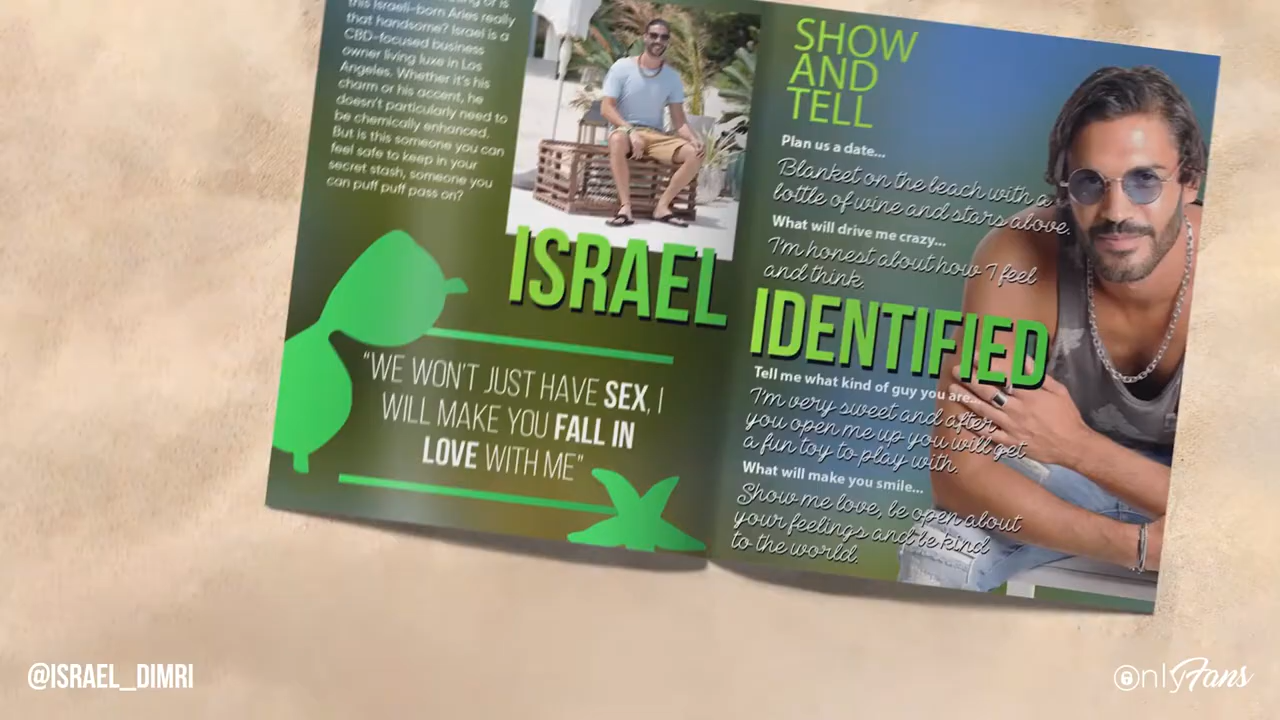 this Israeli-born Aries really
that handsome? Israel is a
CBD-focused business
owner living luxe in Los
Angeles. Whether it's his
charm or his accent, he
doesn't particularly need to
be chemically enhanced.
But is this someone you can
feel safe to keep in your
secret stash, someone you
can puff puff pass on?
ISRAEL
"WE WON'T JUST HAVE SEX, I
WILL MAKE YOU FALL IN
LOVE WITH ME"
SHOW
AND
TELL
Plan us a date...
Blanket on the beach with a
bottle of wine and stars above.
What will drive me crazy...
I'm honest about how I feel
and think.
IDENTIFIED
Tell me what kind of guy you are...
I'm very sweet and after
you open me up you will get
a fun toy to play with.
What will make you smile...
Show me love, be open about
your feelings and be kind
to the world.
@ISRAEL_DIMRI
OnlyFans